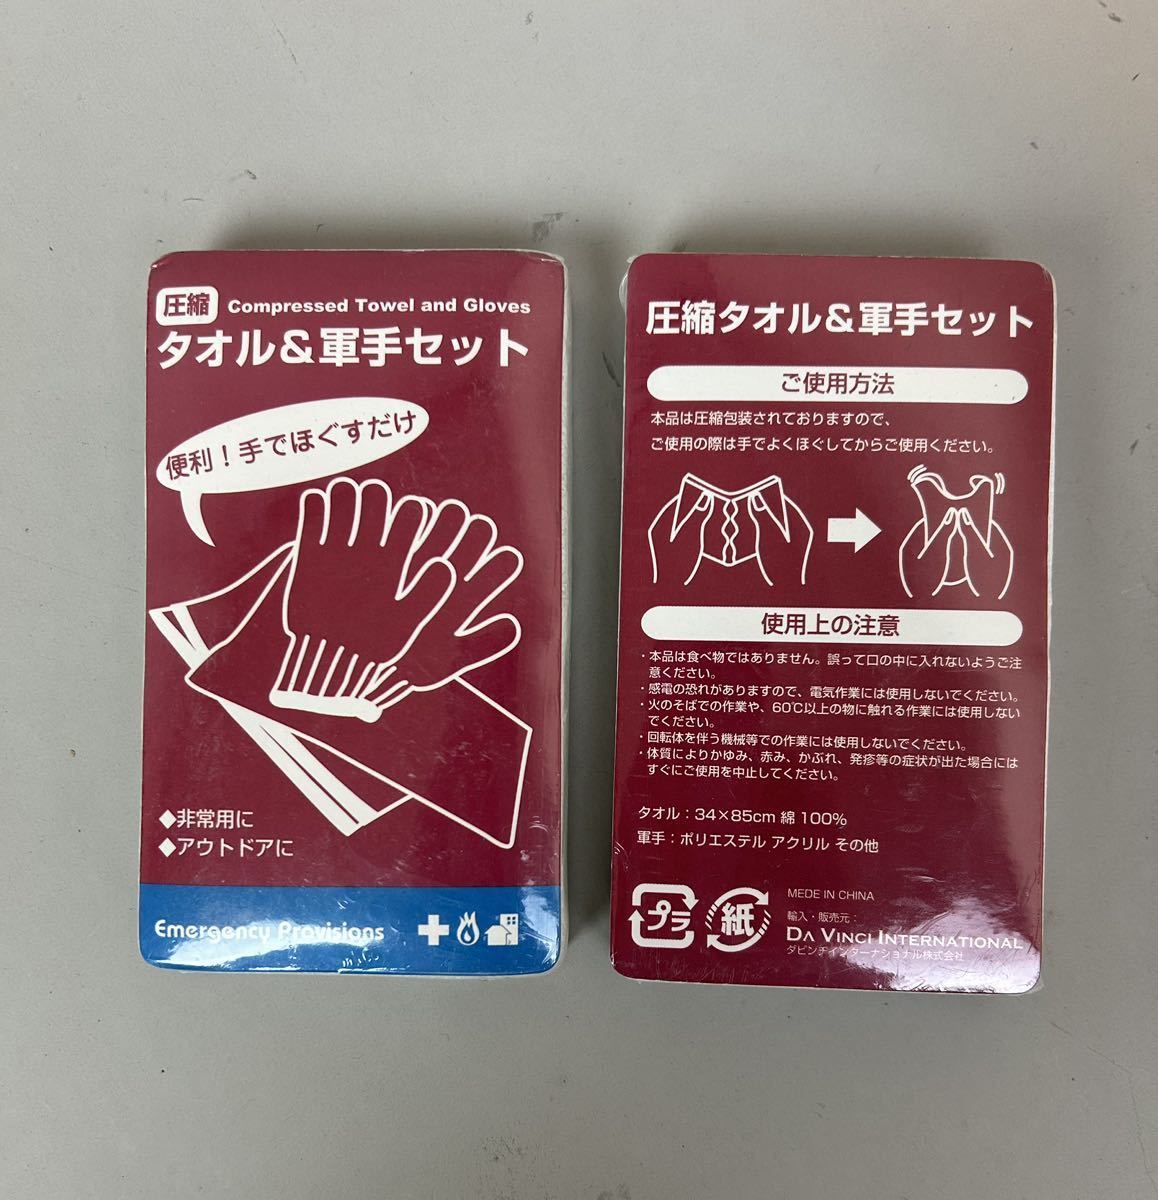 圧縮 Compressed Towel and Gloves
タオル&軍手セット
便利！手でほぐすだけ
◆非常用に
◆アウトドアに
Emergency Provisions
圧縮タオル&軍手セット
ご使用方法
本品は圧縮包装されておりますので、
ご使用の際は手でよくほぐしてからご使用ください。
使用上の注意
・本品は食べ物ではありません。誤って口の中に入れないようご注
意ください。
・感電の恐れがありますので、電気作業には使用しないでください。
・火のそばでの作業や、60℃以上の物に触れる作業には使用しない
でください。
・回転体を伴う機械等での作業には使用しないでください。
・体質によりかゆみ、赤み、かぶれ、発疹等の症状が出た場合には
すぐにご使用を中止してください。
タオル：34×85cm 綿 100%
軍手：ポリエステル アクリル その他
プラ
紙
MEDE IN CHINA
輸入・販売元：
DA VINCI INTERNATIONAL
ダビンチインターナショナル株式会社